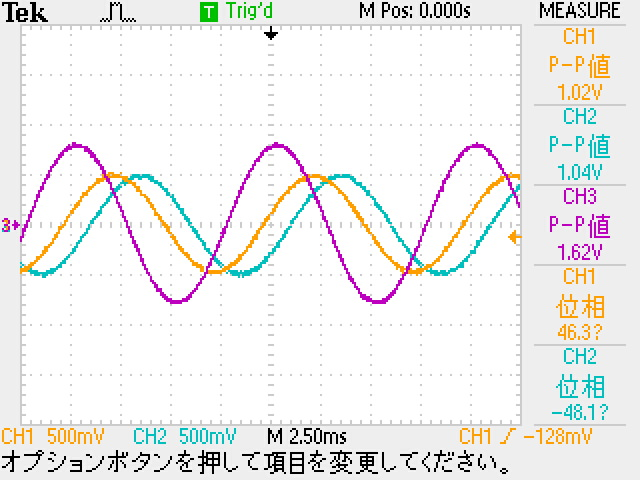 Tek T Trig'd M Pos: 0.000s MEASURE
CH1
P-P値
1.02V
CH2
P-P値
1.04V
CH3
P-P値
1.62V
CH1
位相
46.3?
CH2
位相
-48.1?
3
CH1 500mV CH2 500mV M 2.50ms CH1 -128mV
オプションボタンを押して項目を変更してください。